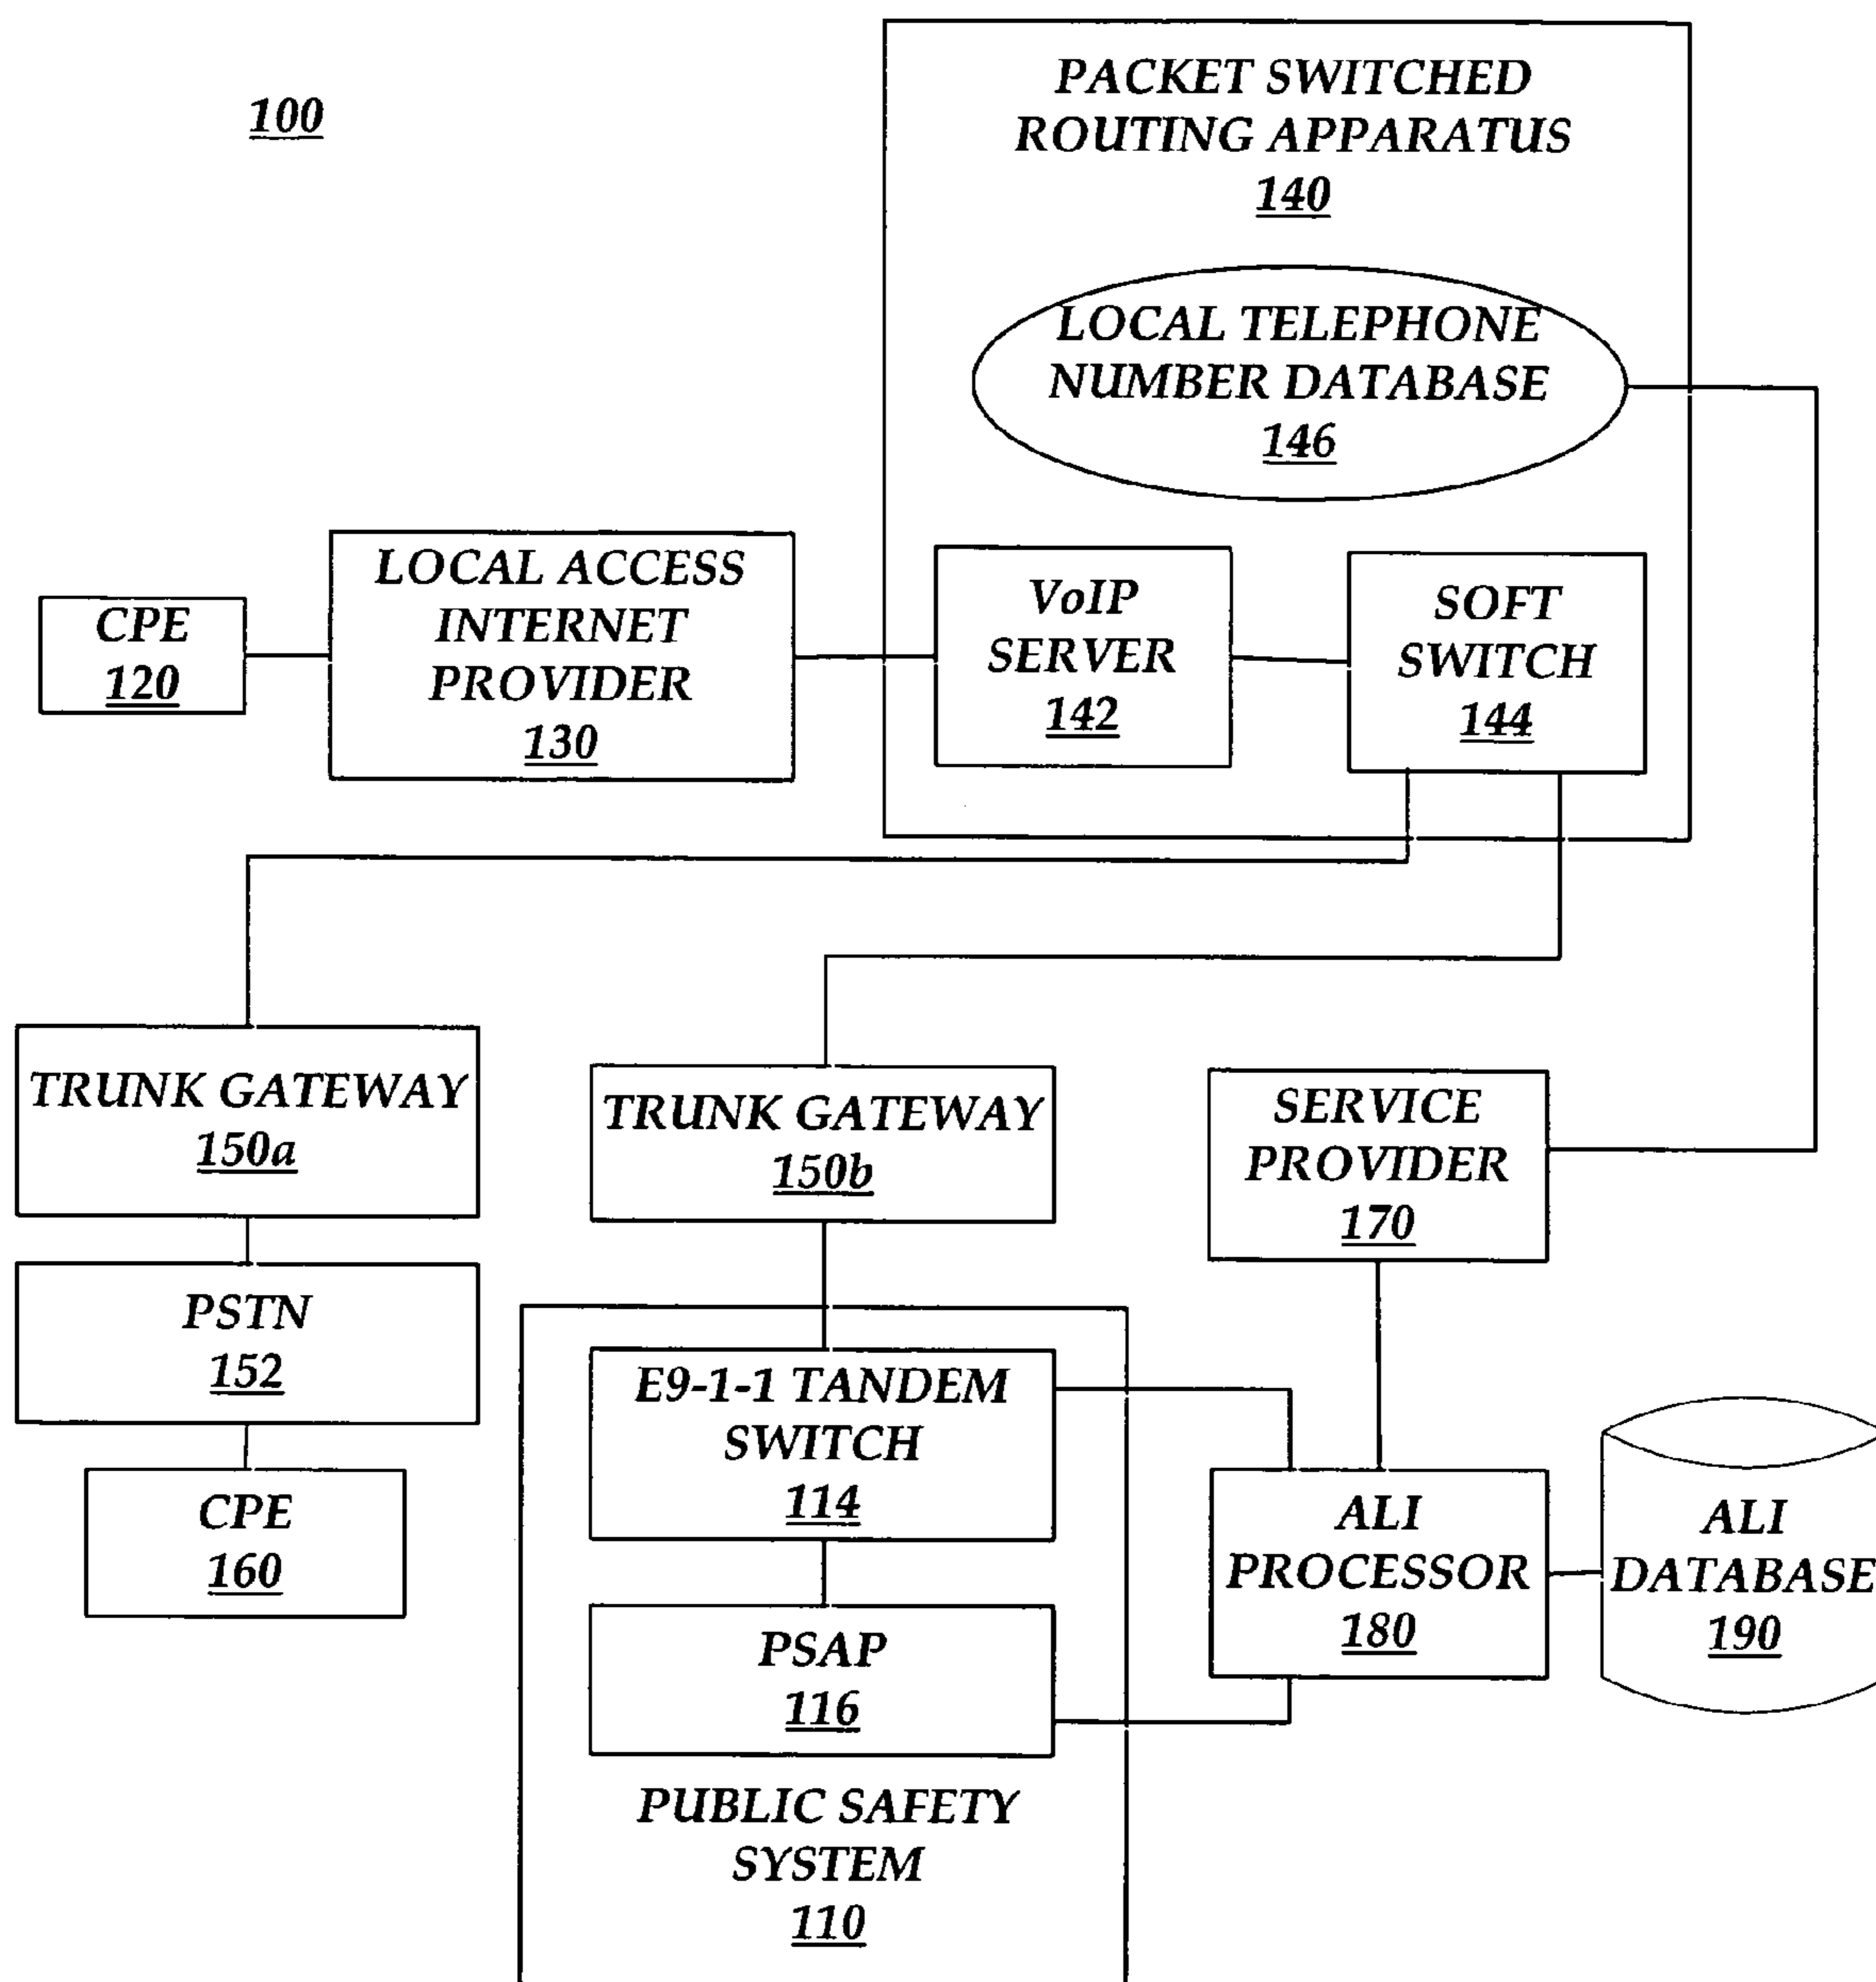 100
PACKET SWITCHED
ROUTING APPARATUS
140
LOCAL TELEPHONE
NUMBER DATABASE
146
CPE
120
LOCAL ACCESS
INTERNET
PROVIDER
130
VoIP
SERVER
142
SOFT
SWITCH
144
TRUNK GATEWAY
150a
TRUNK GATEWAY
150b
SERVICE
PROVIDER
170
PSTN
152
CPE
160
E9-1-1 TANDEM
SWITCH
114
PSAP
116
PUBLIC SAFETY
SYSTEM
110
ALI
PROCESSOR
180
ALI
DATABASE
190